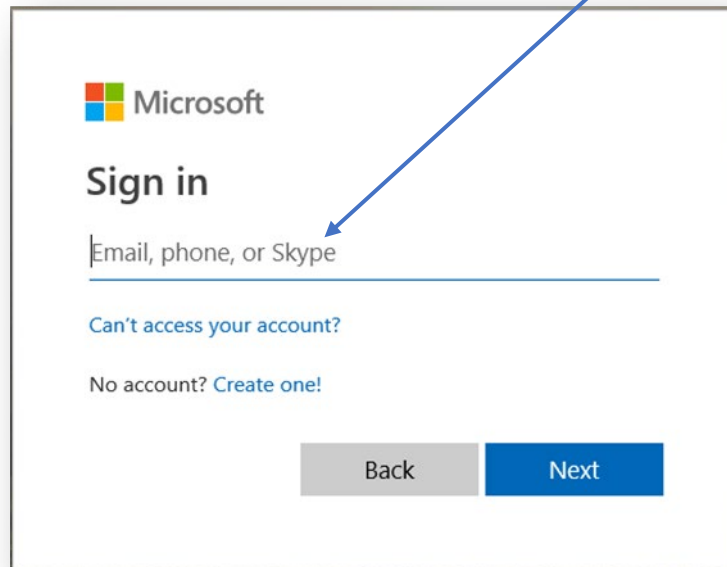 Microsoft
Sign in
Email, phone, or Skype
Can't access your account?
No account? Create one!
Back Next